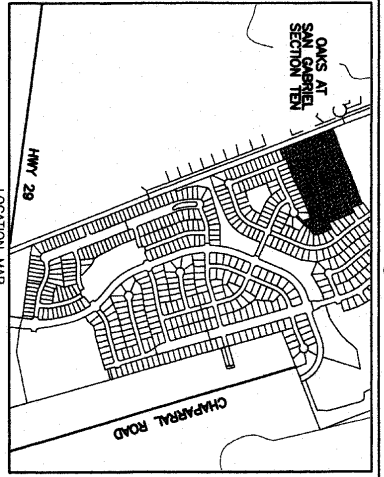 OAKS AT
SAN GABRIEL
SECTION TEN
HWY 29
CHAPARRAL ROAD
LOCATION MAP